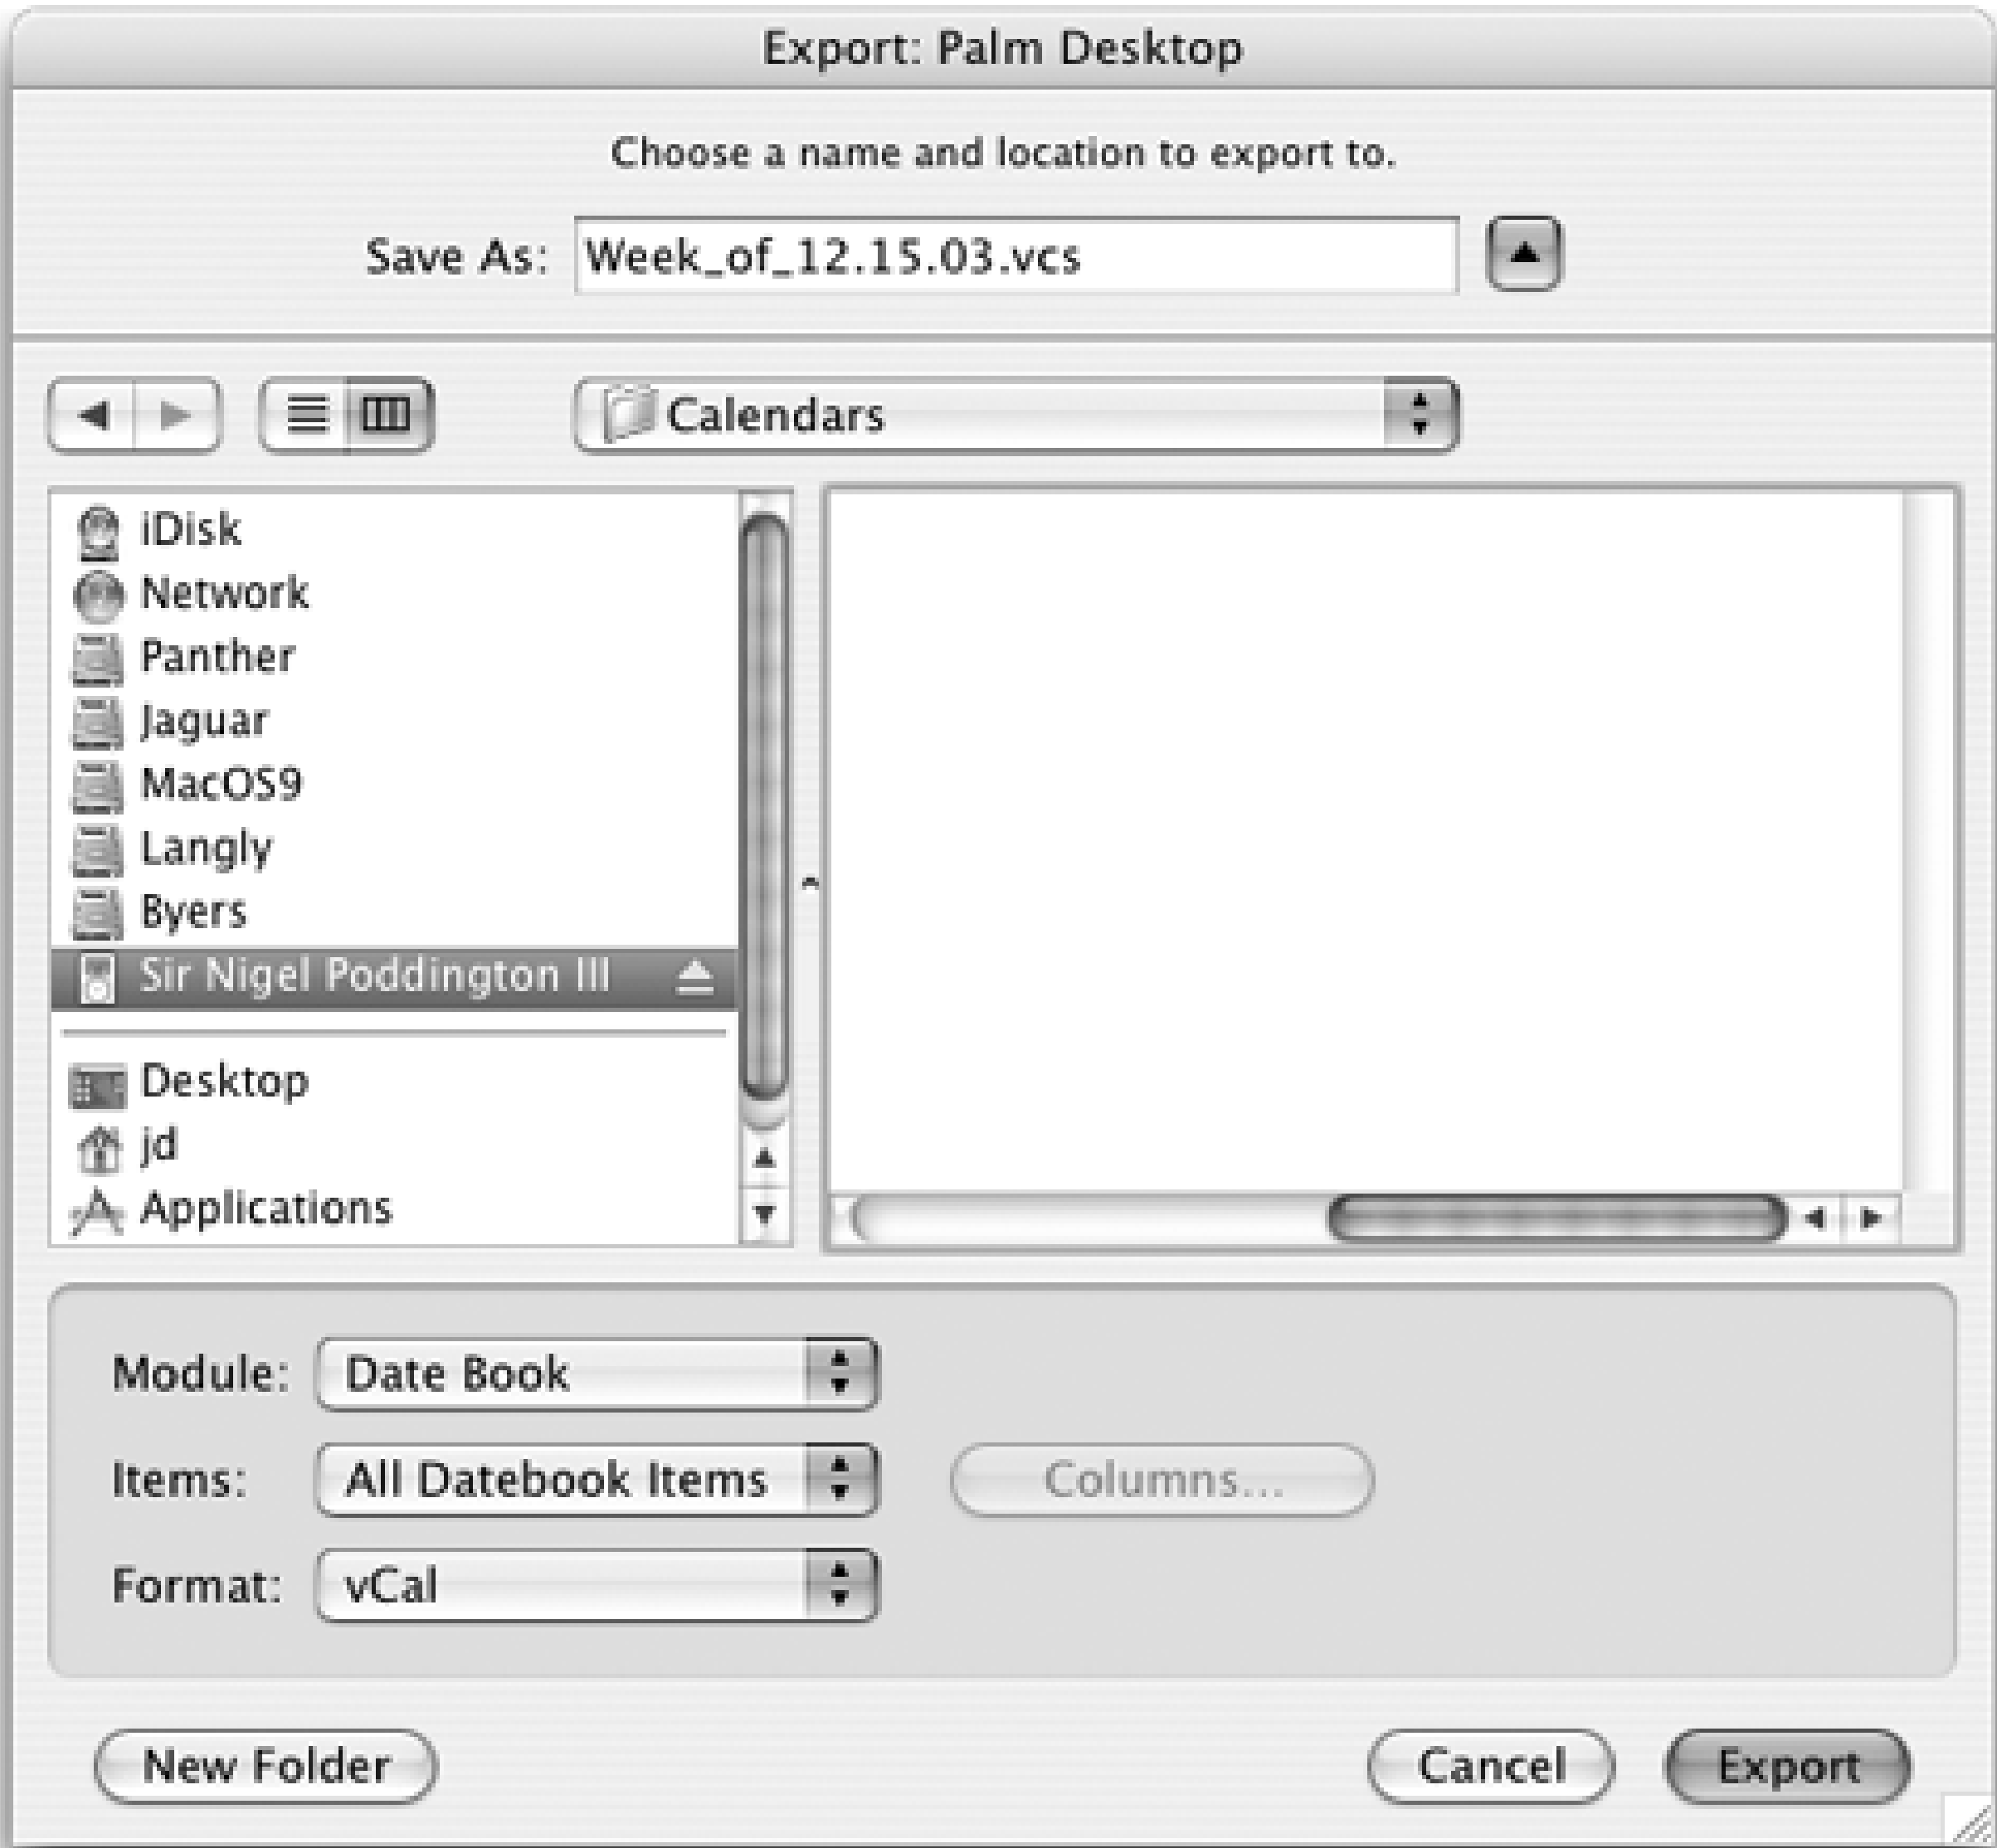 Export: Palm Desktop
Choose a name and location to export to.
Save As: Week_of_12.15.03.vcs
Calendars
iDisk
Network
Panther
Jaguar
MacOS9
Langly
Byers
Sir Nigel Poddington III
Desktop
jd
Applications
Module: Date Book
Items: All Datebook Items Columns...
Format: vCal
New Folder Cancel Export